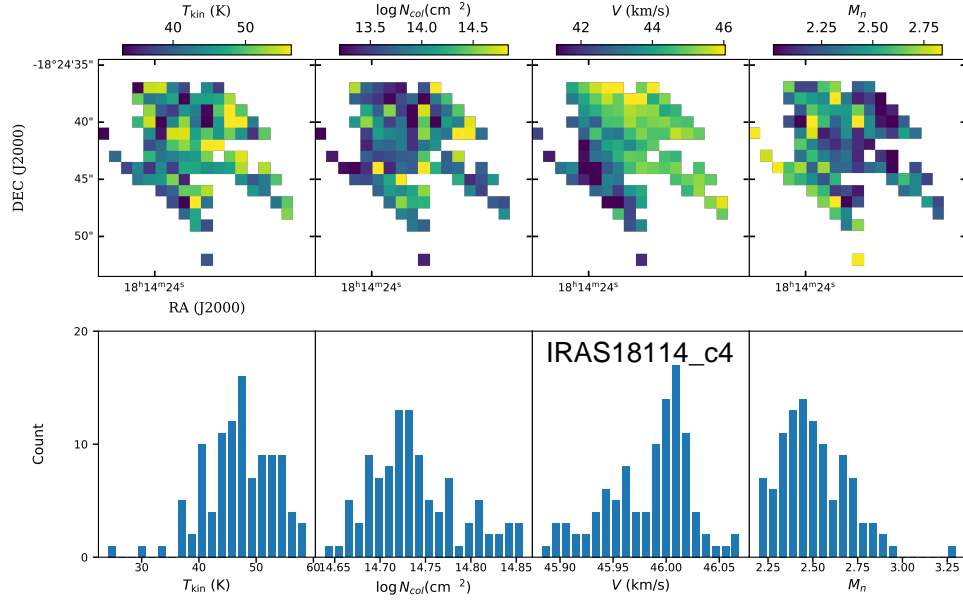 T_kin (K) log N_col(cm ²) V (km/s) M_n
40 50 13.5 14.0 14.5 42 44 46 2.25 2.50 2.75
-18°24'35"
40"
45"
50"
DEC (J2000)
18ʰ14ᵐ24ˢ 18ʰ14ᵐ24ˢ 18ʰ14ᵐ24ˢ 18ʰ14ᵐ24ˢ
RA (J2000)
20
10
0
Count
IRAS18114_c4
30 40 50 60 14.65 14.70 14.75 14.80 14.85 45.90 45.95 46.00 46.05 2.25 2.50 2.75 3.00 3.25
T_kin (K) log N_col(cm ²) V (km/s) M_n